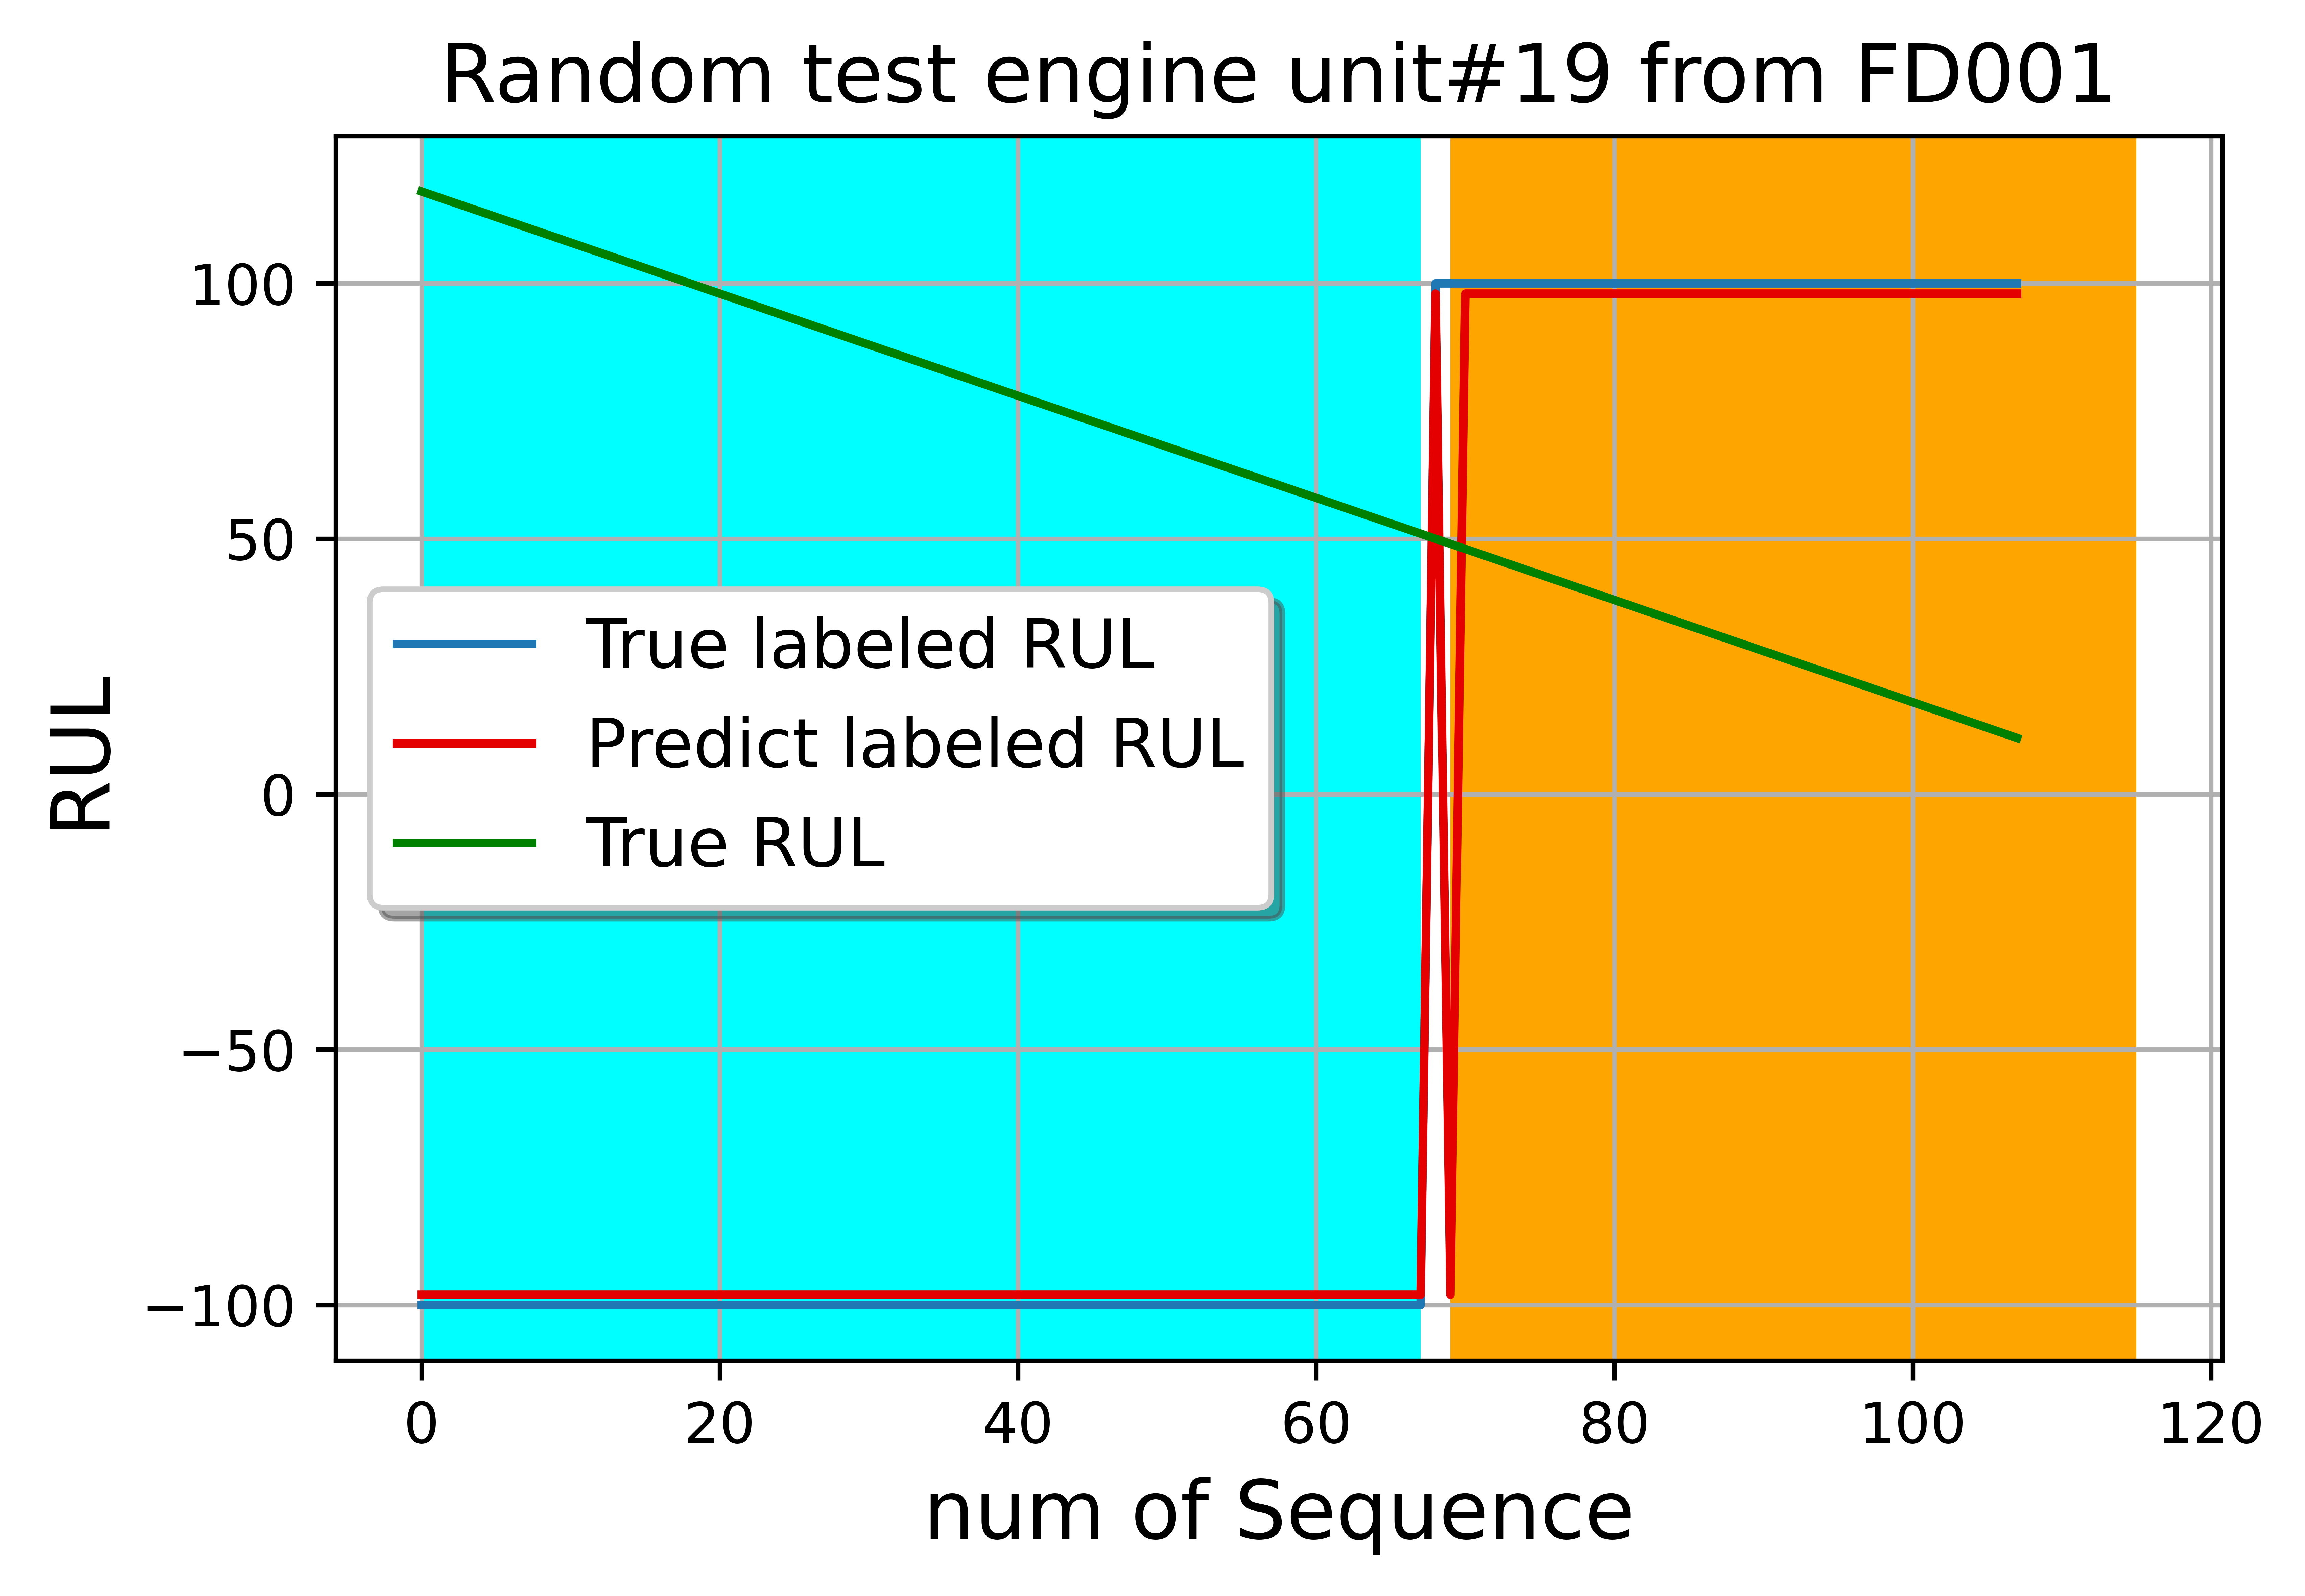 Random test engine unit#19 from FD001
RUL
100
50
0
−50
−100
True labeled RUL
Predict labeled RUL
True RUL
0 20 40 60 80 100 120
num of Sequence